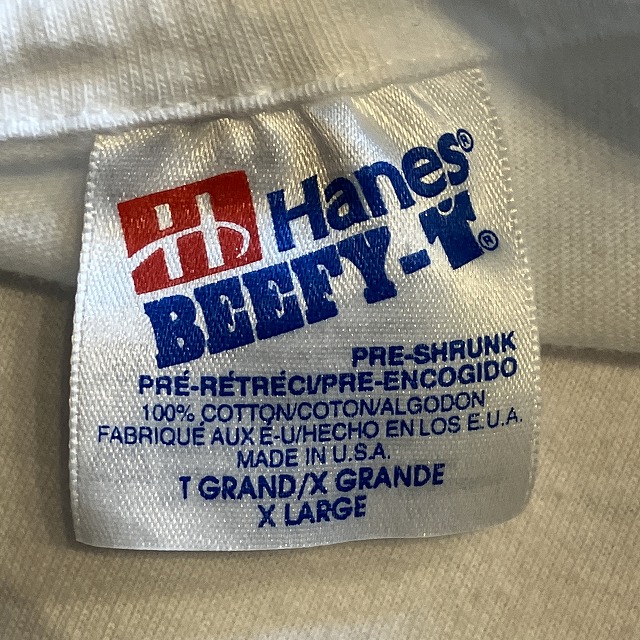 Hanes®
BEEFY-T®
PRE-SHRUNK
PRÉ-RÉTRÉCI/PRE-ENCOGIDO
100% COTTON/COTON/ALGODON
FABRIQUÉ AUX É-U/HECHO EN LOS E.U.A.
MADE IN U.S.A.
T GRAND/X GRANDE
X LARGE